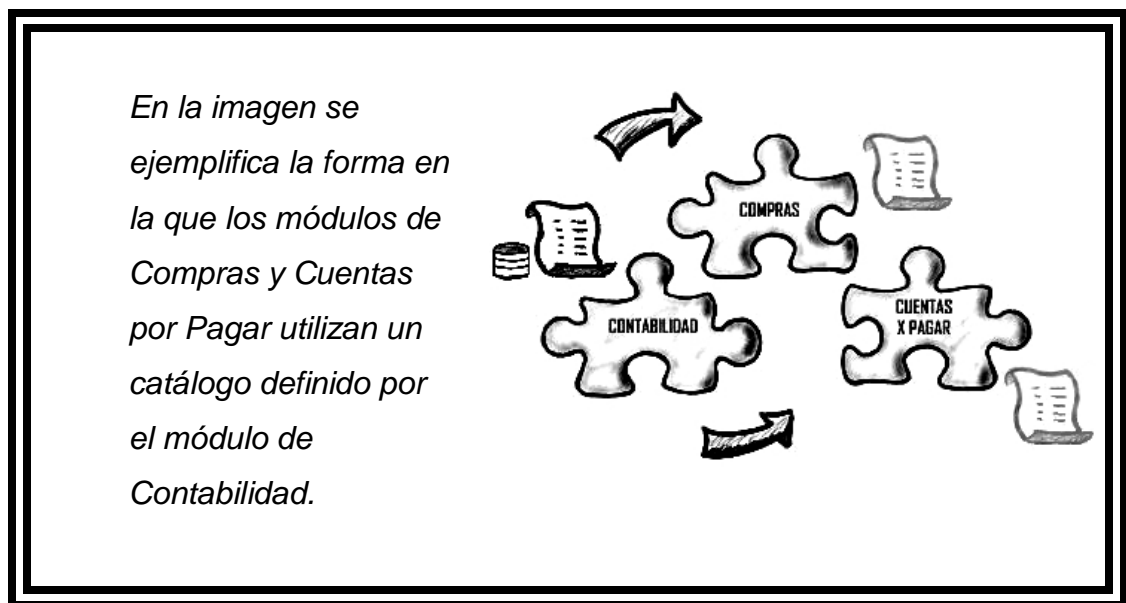 En la imagen se
ejemplifica la forma en
la que los módulos de
Compras y Cuentas
por Pagar utilizan un
catálogo definido por
el módulo de
Contabilidad.
COMPRAS
CONTABILIDAD
CUENTAS
X PAGAR